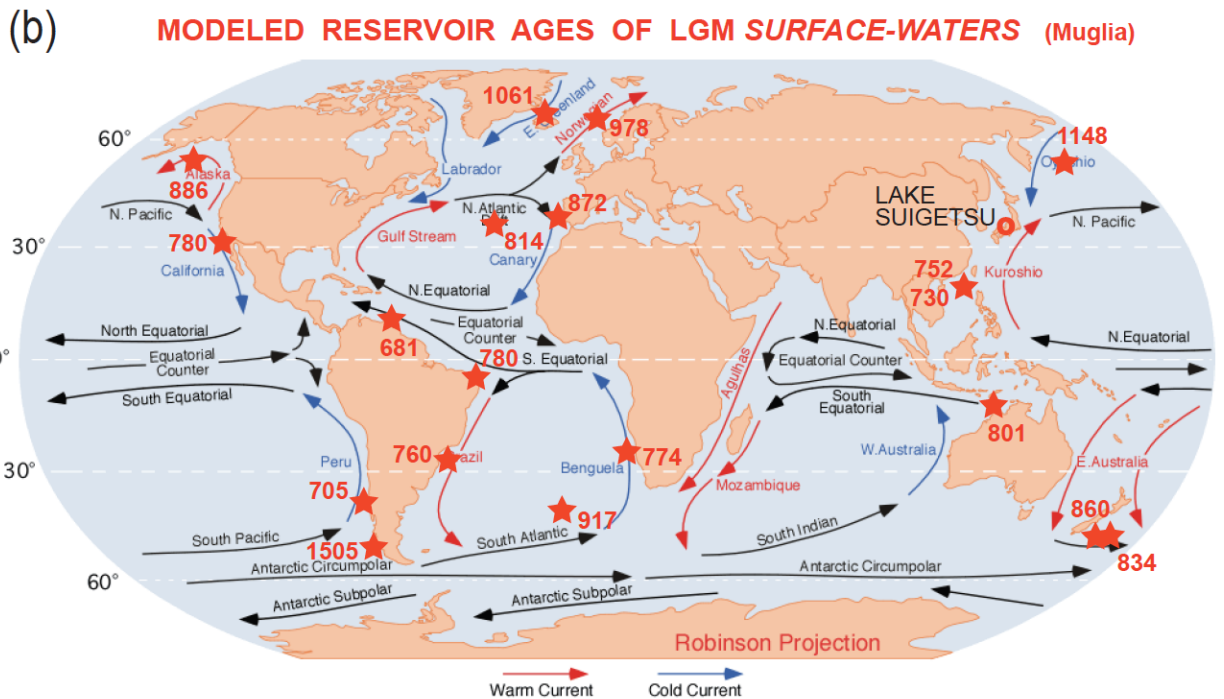 (b)
MODELED RESERVOIR AGES OF LGM SURFACE-WATERS (Muglia)
1061
E. Greenland
Norwegian
978
60°
1148
Oyashio
Alaska
886
Labrador
872
LAKE
SUIGETSU
N. Pacific
N. Atlantic
814
N. Pacific
780
30°
Gulf Stream
Canary
California
752
730
Kuroshio
N.Equatorial
North Equatorial
Equatorial
Counter
681
Equatorial
Counter
N.Equatorial
N.Equatorial
0°
780
S. Equatorial
Equatorial Counter
South Equatorial
Agulhas
South
Equatorial
801
760
Brazil
774
Benguela
W.Australia
E.Australia
30°
Peru
705
Mozambique
917
860
834
South Pacific
1505
South Atlantic
South Indian
Antarctic Circumpolar
Antarctic Circumpolar
60°
Antarctic Subpolar
Antarctic Subpolar
Robinson Projection
Warm Current
Cold Current